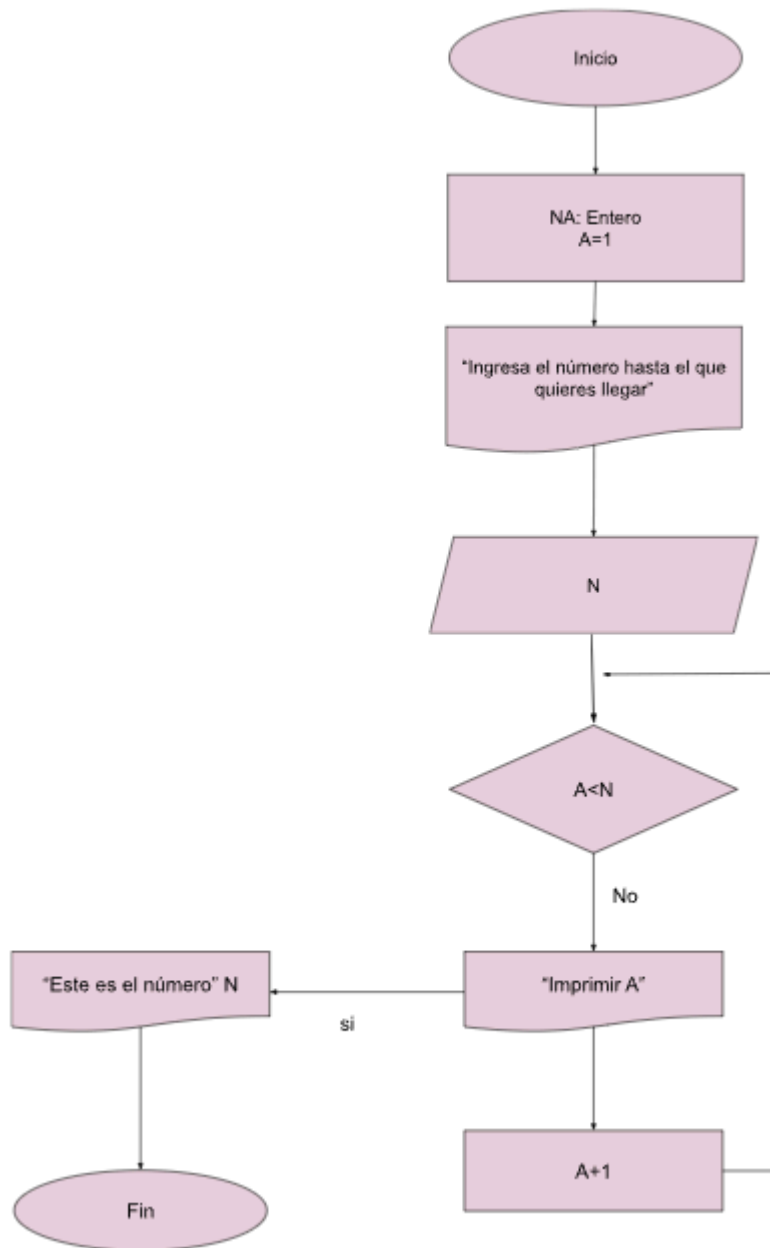 Inicio
NA: Entero
A=1
“Ingresa el número hasta el que
quieres llegar”
N
A<N
No
“Este es el número” N
“Imprimir A”
si
A+1
Fin